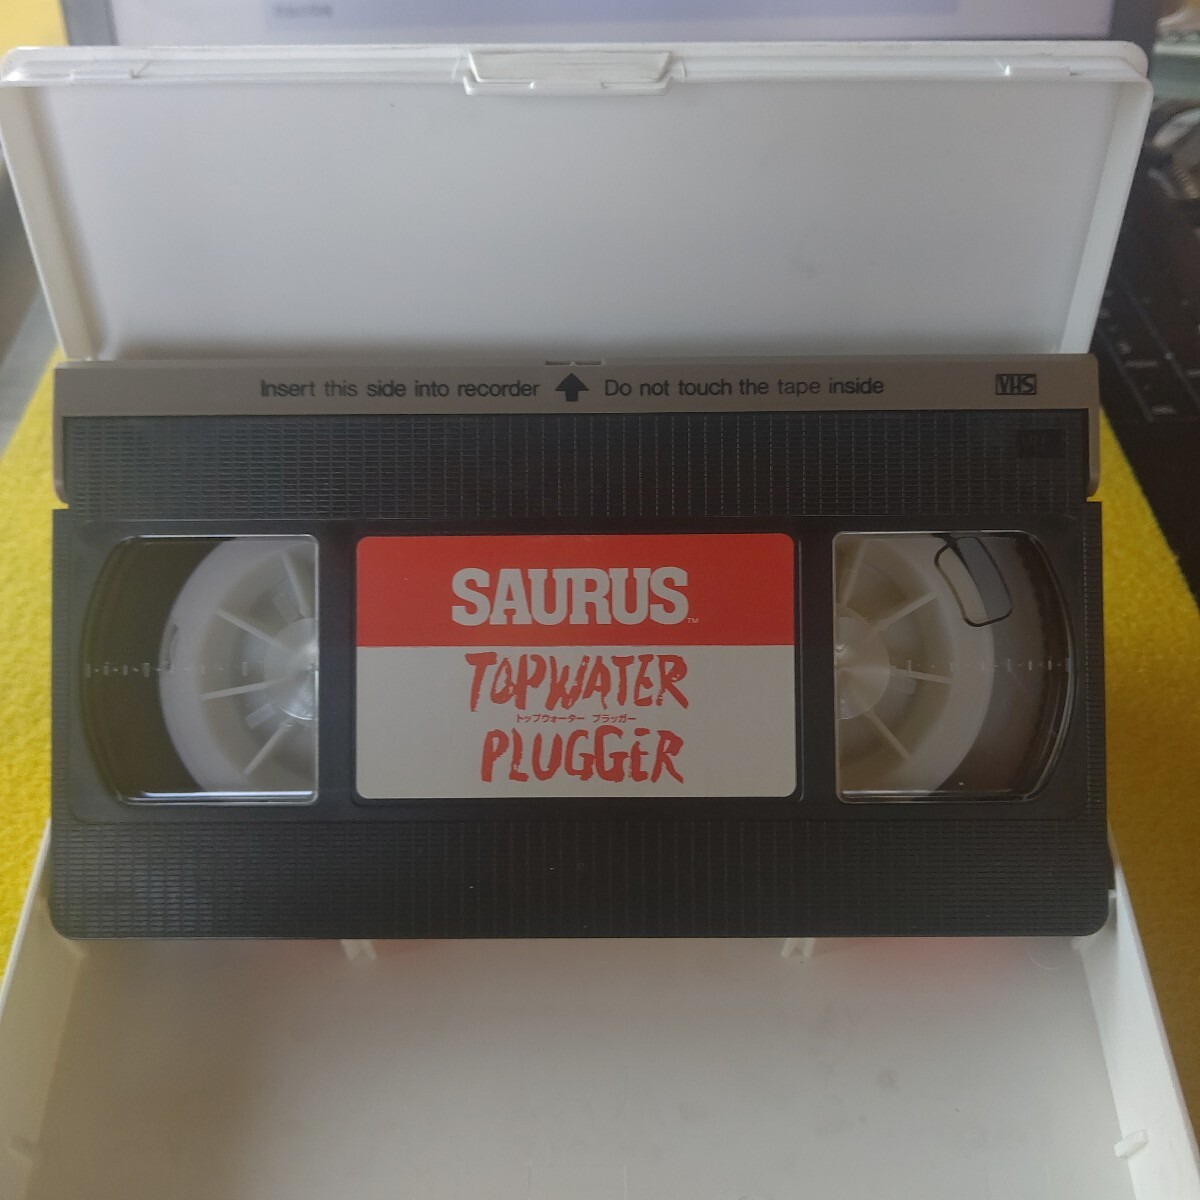 Insert this side into recorder Do not touch the tape inside VHS
SAURUS™
TOPWATER
トップウォーター プラッガー
PLUGGER